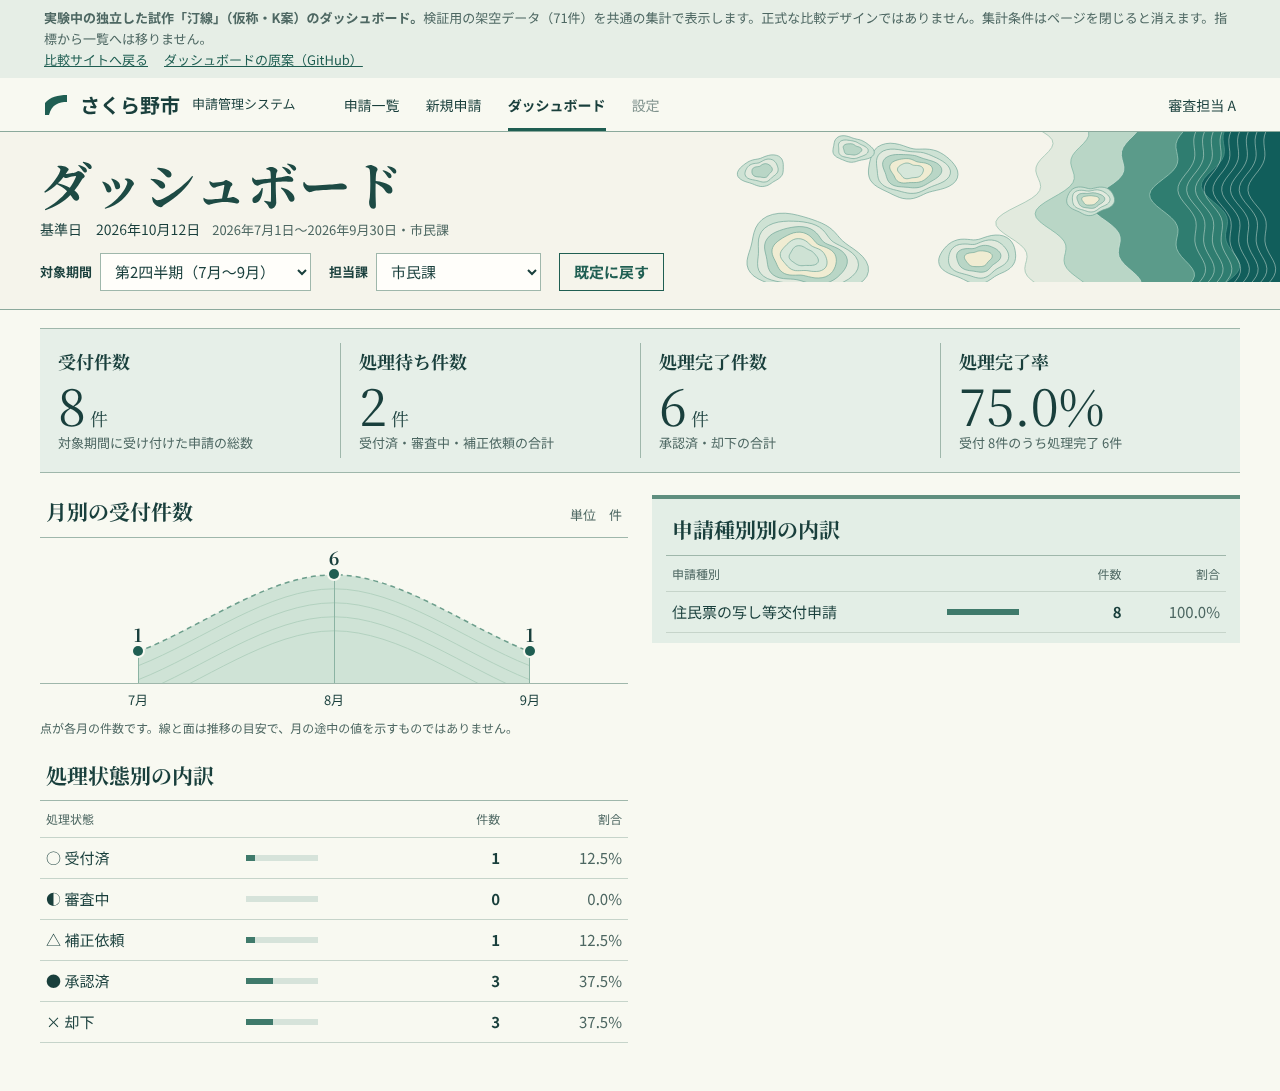 実験中の独立した試作「汀線」（仮称・K案）のダッシュボード。検証用の架空データ（71件）を共通の集計で表示します。正式な比較デザインではありません。集計条件はページを閉じると消えます。指
標から一覧へは移りません。
比較サイトへ戻る ダッシュボードの原案（GitHub）
さくら野市 申請管理システム 申請一覧 新規申請 ダッシュボード 設定 審査担当 A
ダッシュボード
基準日 2026年10月12日 2026年7月1日〜2026年9月30日・市民課
対象期間 第2四半期（7月〜9月） 担当課 市民課 既定に戻す
受付件数 処理待ち件数 処理完了件数 処理完了率
8 件 2 件 6 件 75.0%
対象期間に受け付けた申請の総数 受付済・審査中・補正依頼の合計 承認済・却下の合計 受付 8件のうち処理完了 6件
月別の受付件数 単位 件
6
1 1
7月 8月 9月
点が各月の件数です。線と面は推移の目安で、月の途中の値を示すものではありません。
申請種別別の内訳
申請種別 件数 割合
住民票の写し等交付申請 8 100.0%
処理状態別の内訳
処理状態 件数 割合
○ 受付済 1 12.5%
◐ 審査中 0 0.0%
△ 補正依頼 1 12.5%
● 承認済 3 37.5%
× 却下 3 37.5%